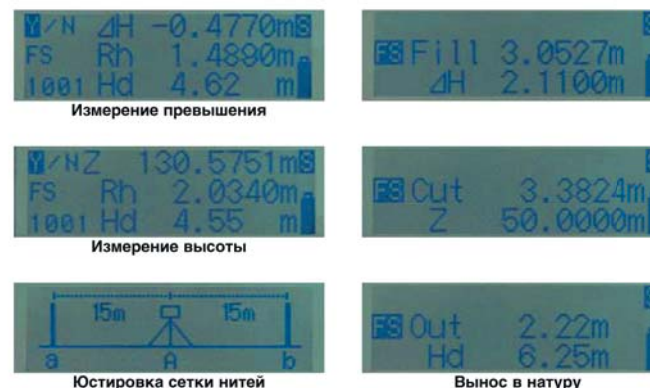 Y/N ΔH -0.4770m S
FS Rh 1.4890m
1001 Hd 4.62 m
Измерение превышения
FS Fill 3.0527m
ΔH 2.1100m
Y/N Z 130.5751m S
FS Rh 2.0340m
1001 Hd 4.55 m
Измерение высоты
FS Cut 3.3824m
Z 50.0000m
15m 15m
a A b
Юстировка сетки нитей
FS Out 2.22m
Hd 6.25m
Вынос в натуру